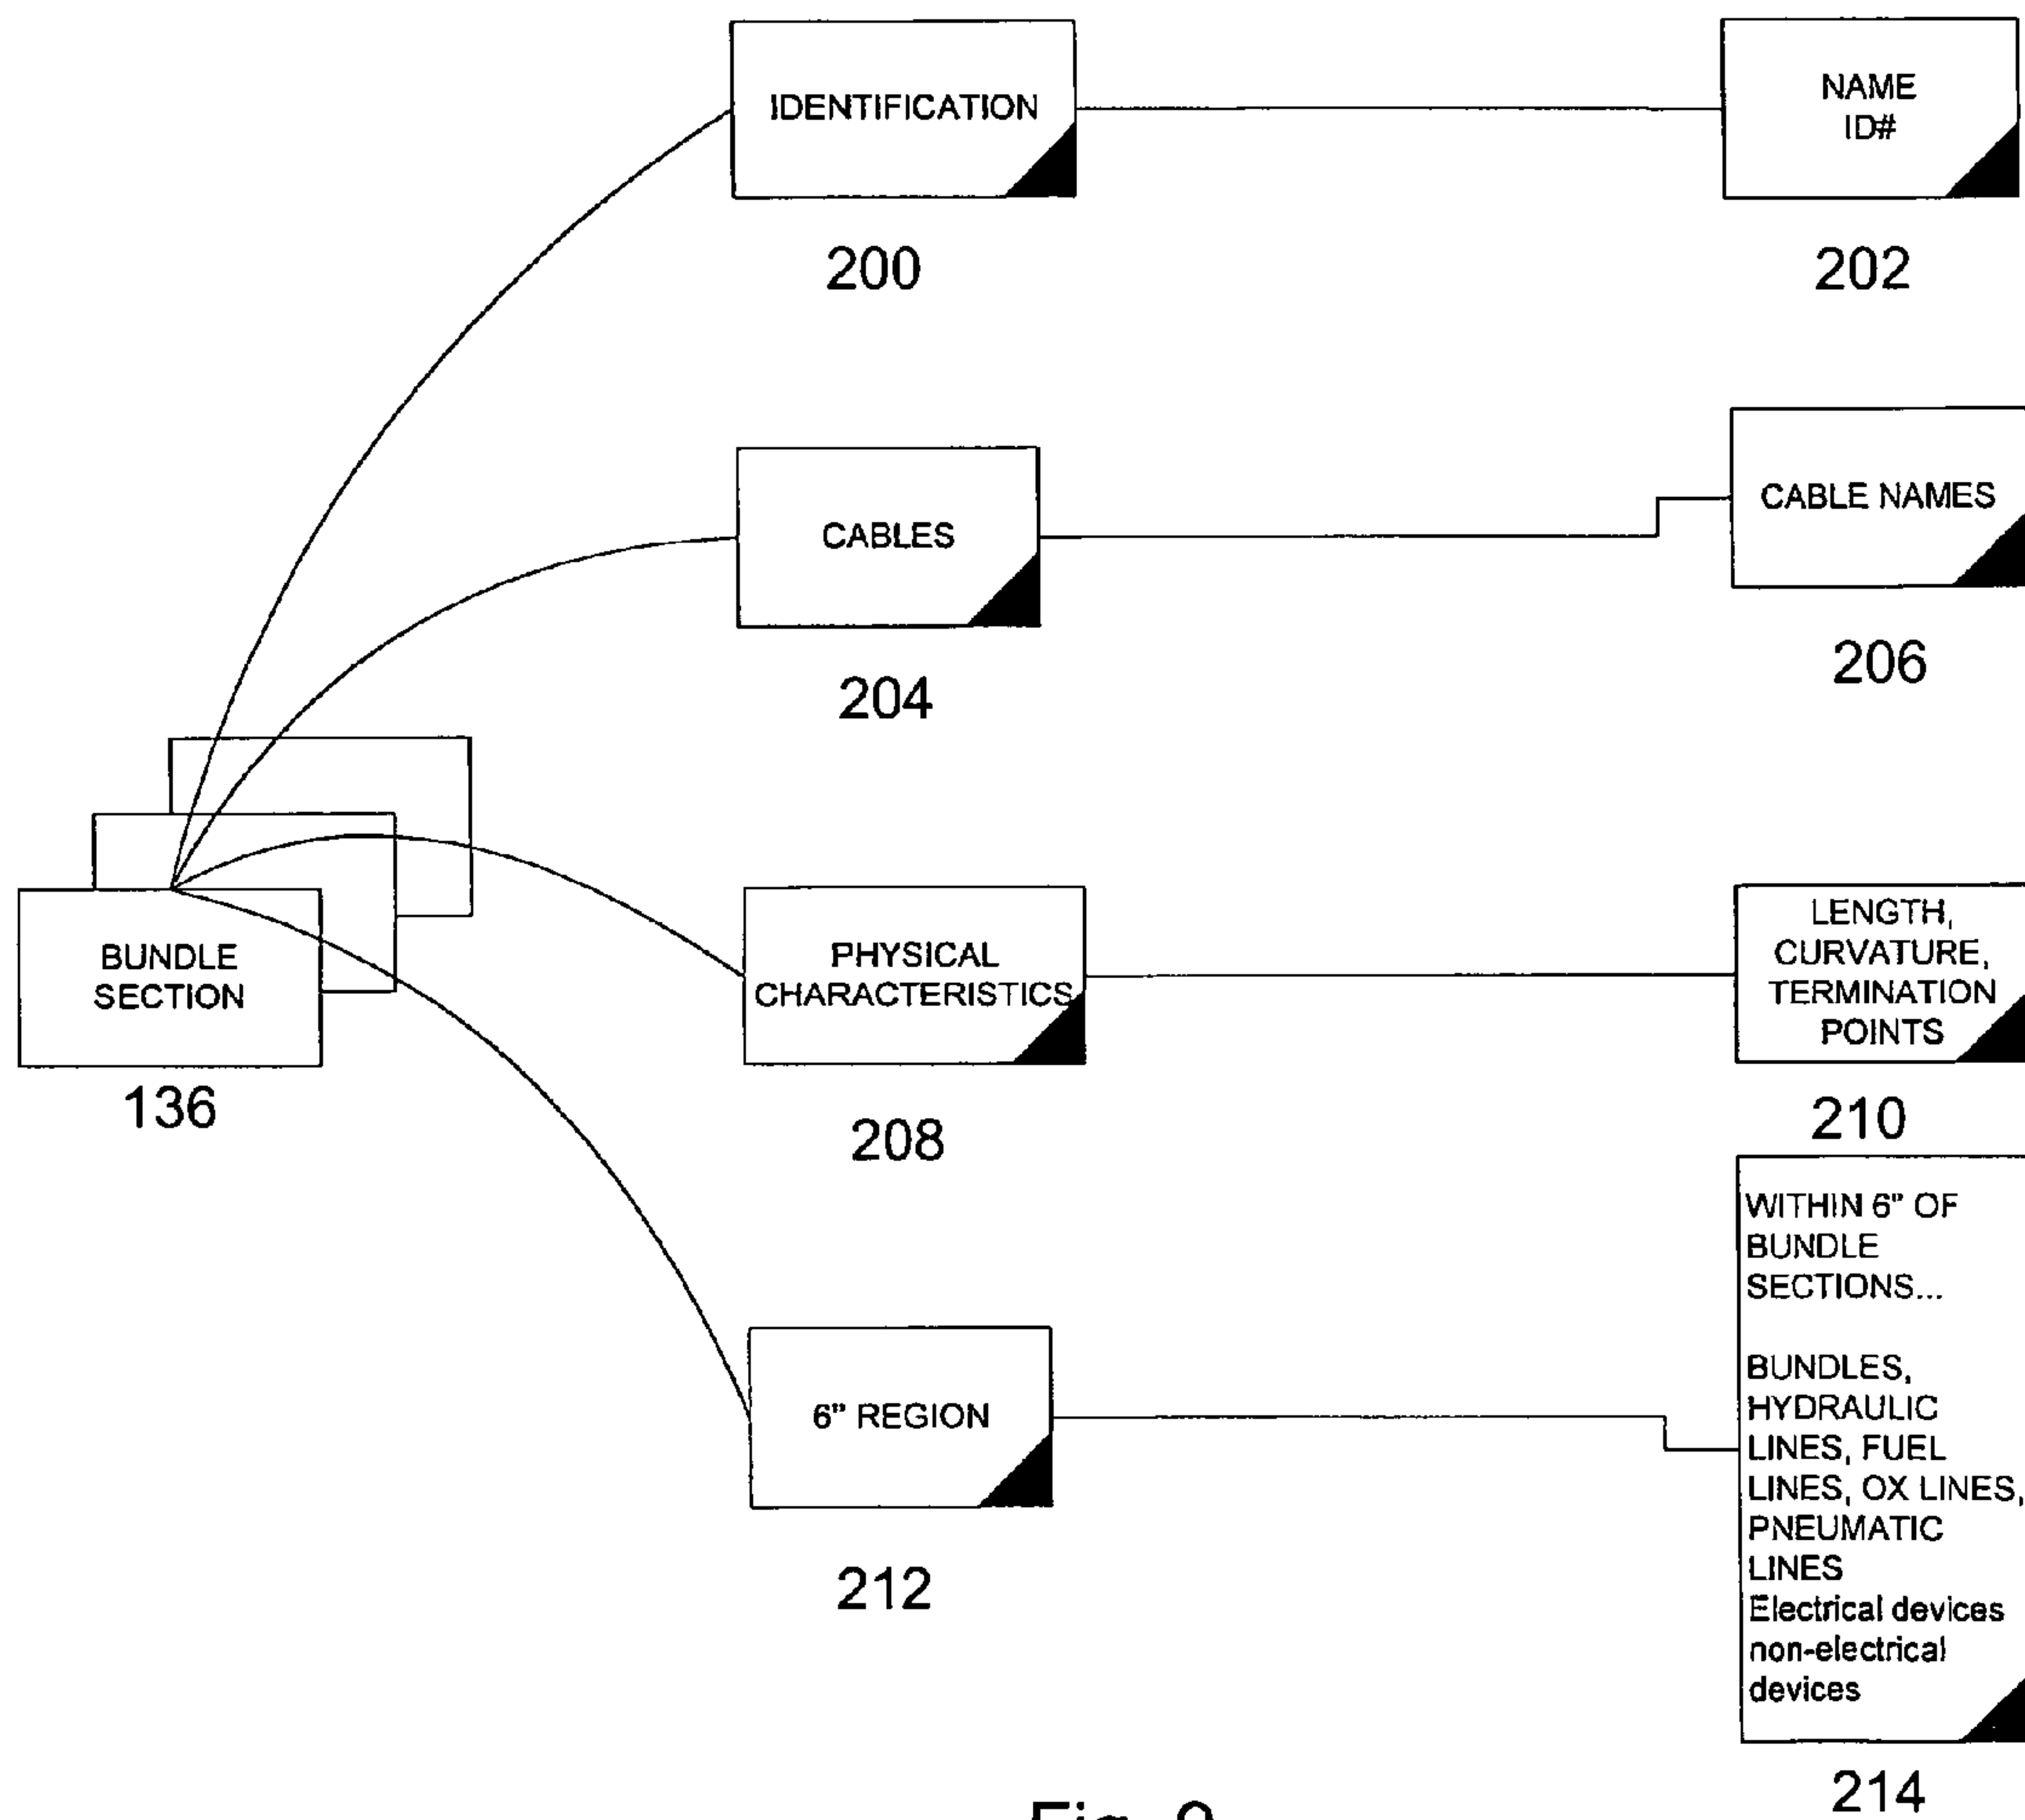 IDENTIFICATION
200
NAME
ID#
202
CABLES
204
CABLE NAMES
206
BUNDLE
SECTION
136
PHYSICAL
CHARACTERISTICS
208
LENGTH,
CURVATURE,
TERMINATION
POINTS
210
6" REGION
212
WITHIN 6" OF
BUNDLE
SECTIONS...
BUNDLES,
HYDRAULIC
LINES, FUEL
LINES, OX LINES,
PNEUMATIC
LINES
Electrical devices
non-electrical
devices
214
Fig.